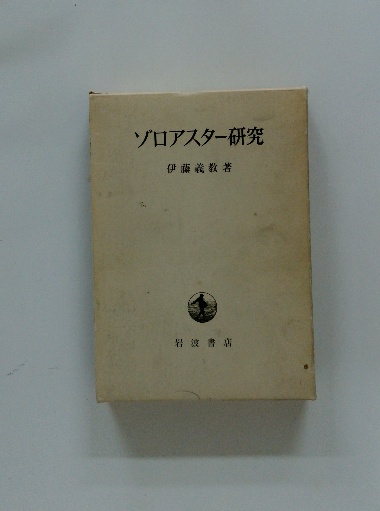 ゾロアスター研究
伊藤義教著
岩波書店